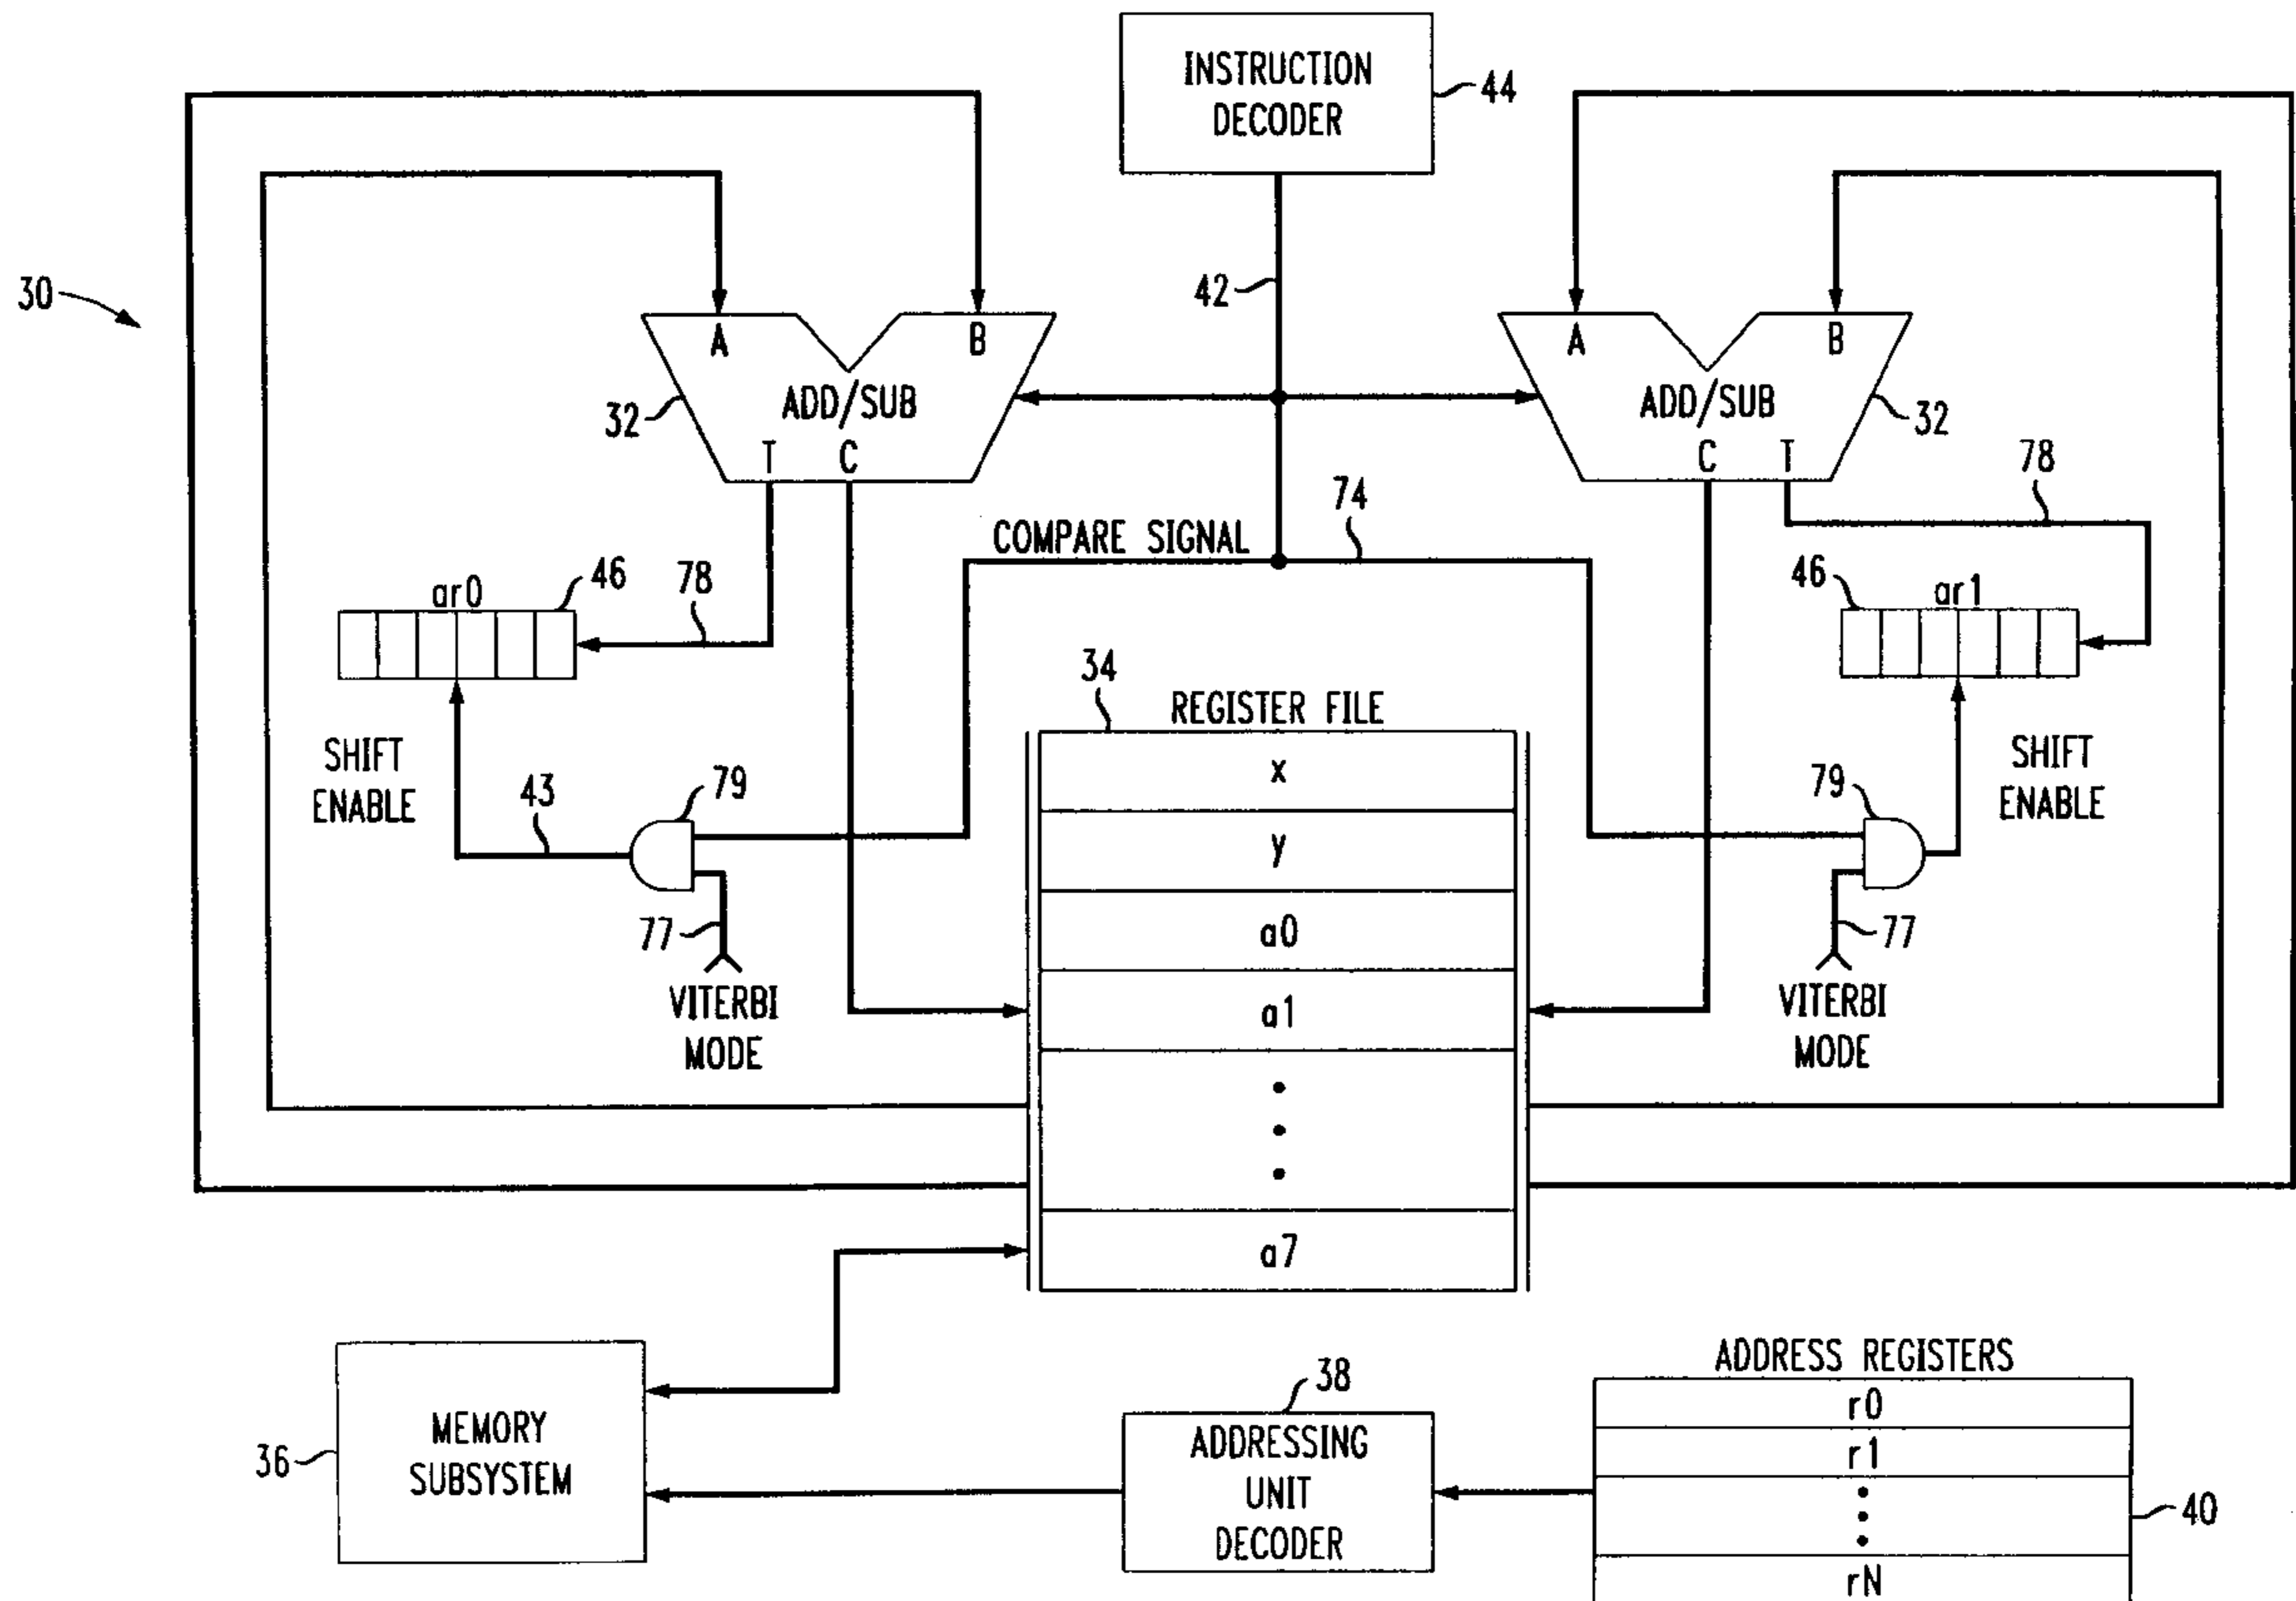 INSTRUCTION
DECODER
44
30
42
A
B
ADD/SUB
T
C
32
A
B
ADD/SUB
C
T
32
78
74
COMPARE SIGNAL
ar0
46
78
46
ar1
34
REGISTER FILE
x
y
a0
a1
a7
SHIFT
ENABLE
43
79
77
VITERBI
MODE
79
SHIFT
ENABLE
77
VITERBI
MODE
36
MEMORY
SUBSYSTEM
38
ADDRESSING
UNIT
DECODER
ADDRESS REGISTERS
r0
r1
rN
40